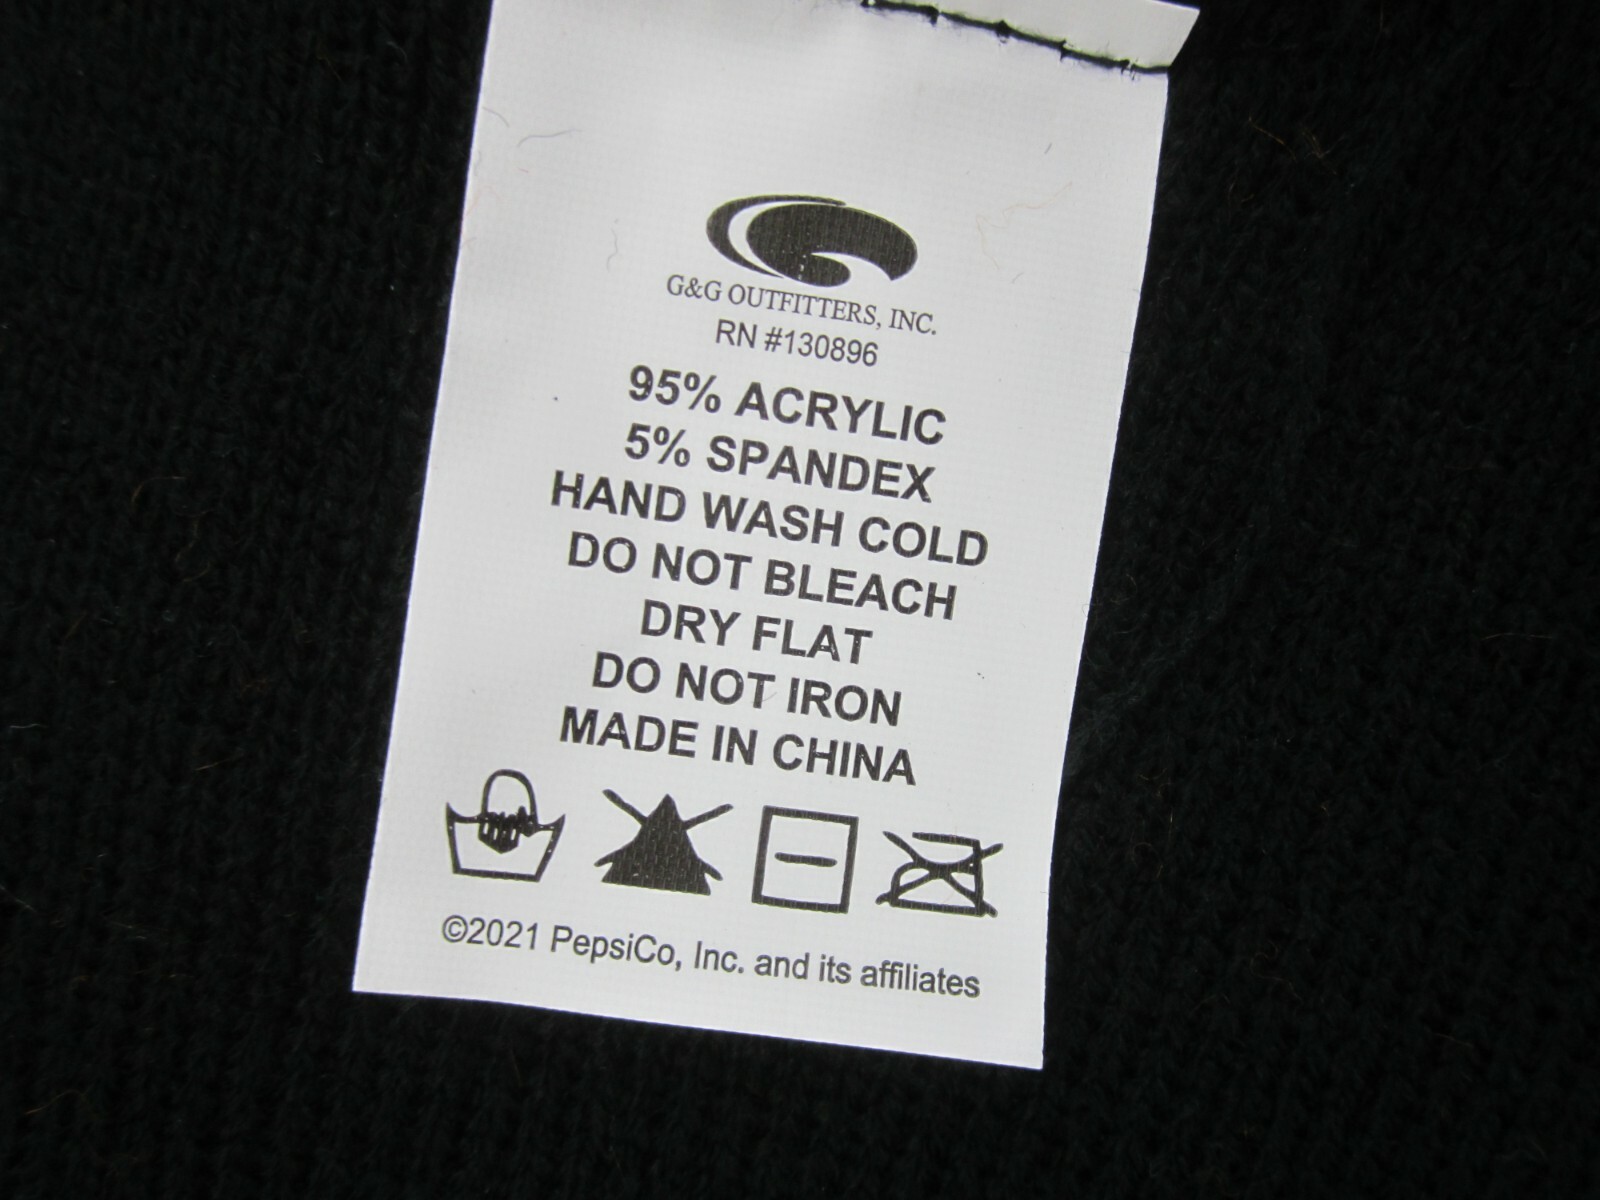 G&G OUTFITTERS, INC.
RN #130896
95% ACRYLIC
5% SPANDEX
HAND WASH COLD
DO NOT BLEACH
DRY FLAT
DO NOT IRON
MADE IN CHINA
©2021 PepsiCo, Inc. and its affiliates